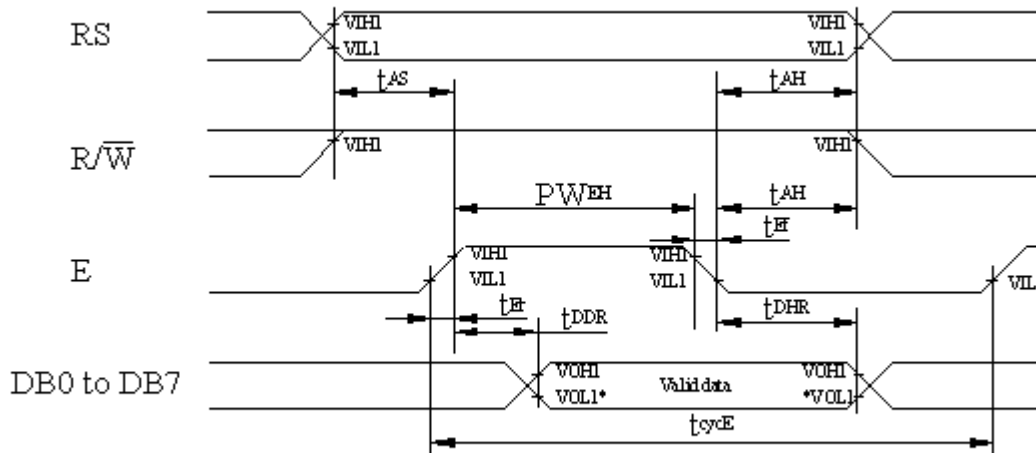 RS VIH1 VIH1
VIL1 VIL1
tAS tAH
R/W̅ VIH1 VIH1
PWEH tAH
tEf
E VIH1 VIH1
VIL1 VIL1 VIL
tEr tDDR tDHR
DB0 to DB7 VOH1 Valid data VOH1
VOL1* *VOL1
tcycE